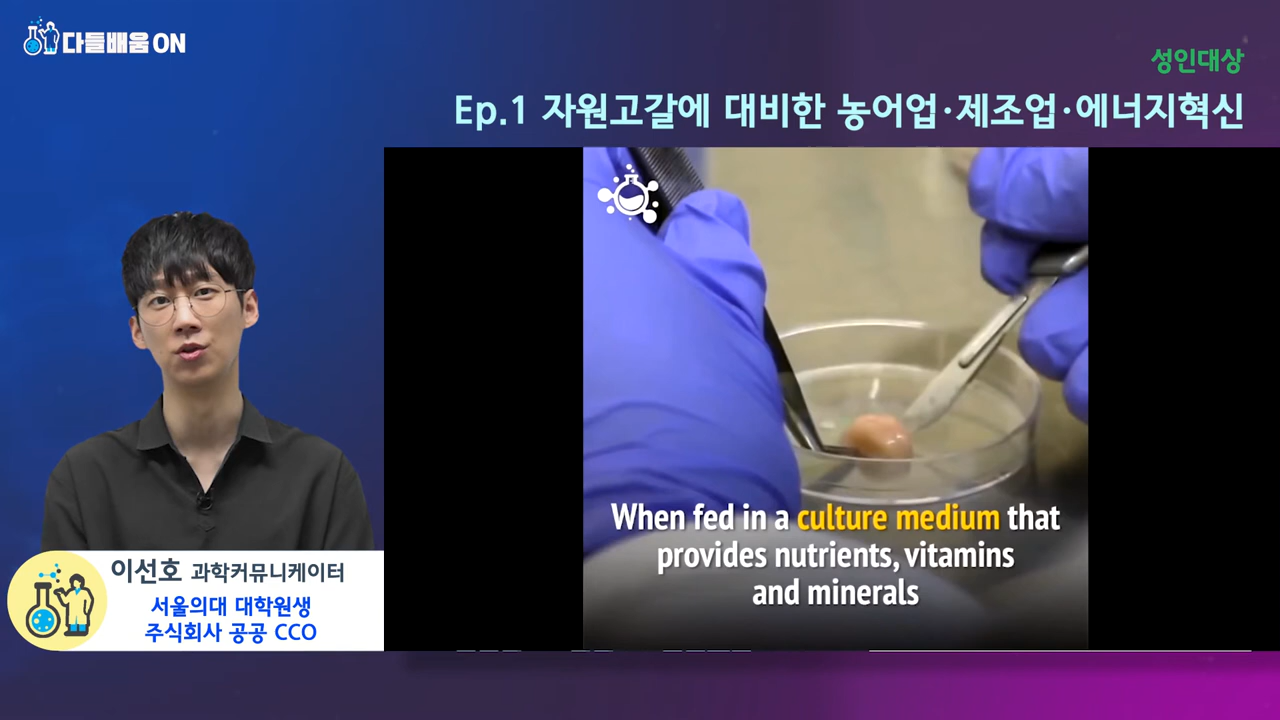 다들배움 ON
성인대상
Ep.1 자원고갈에 대비한 농어업·제조업·에너지혁신
When fed in a culture medium that
provides nutrients, vitamins
and minerals
이선호 과학커뮤니케이터
서울의대 대학원생
주식회사 공공 CCO